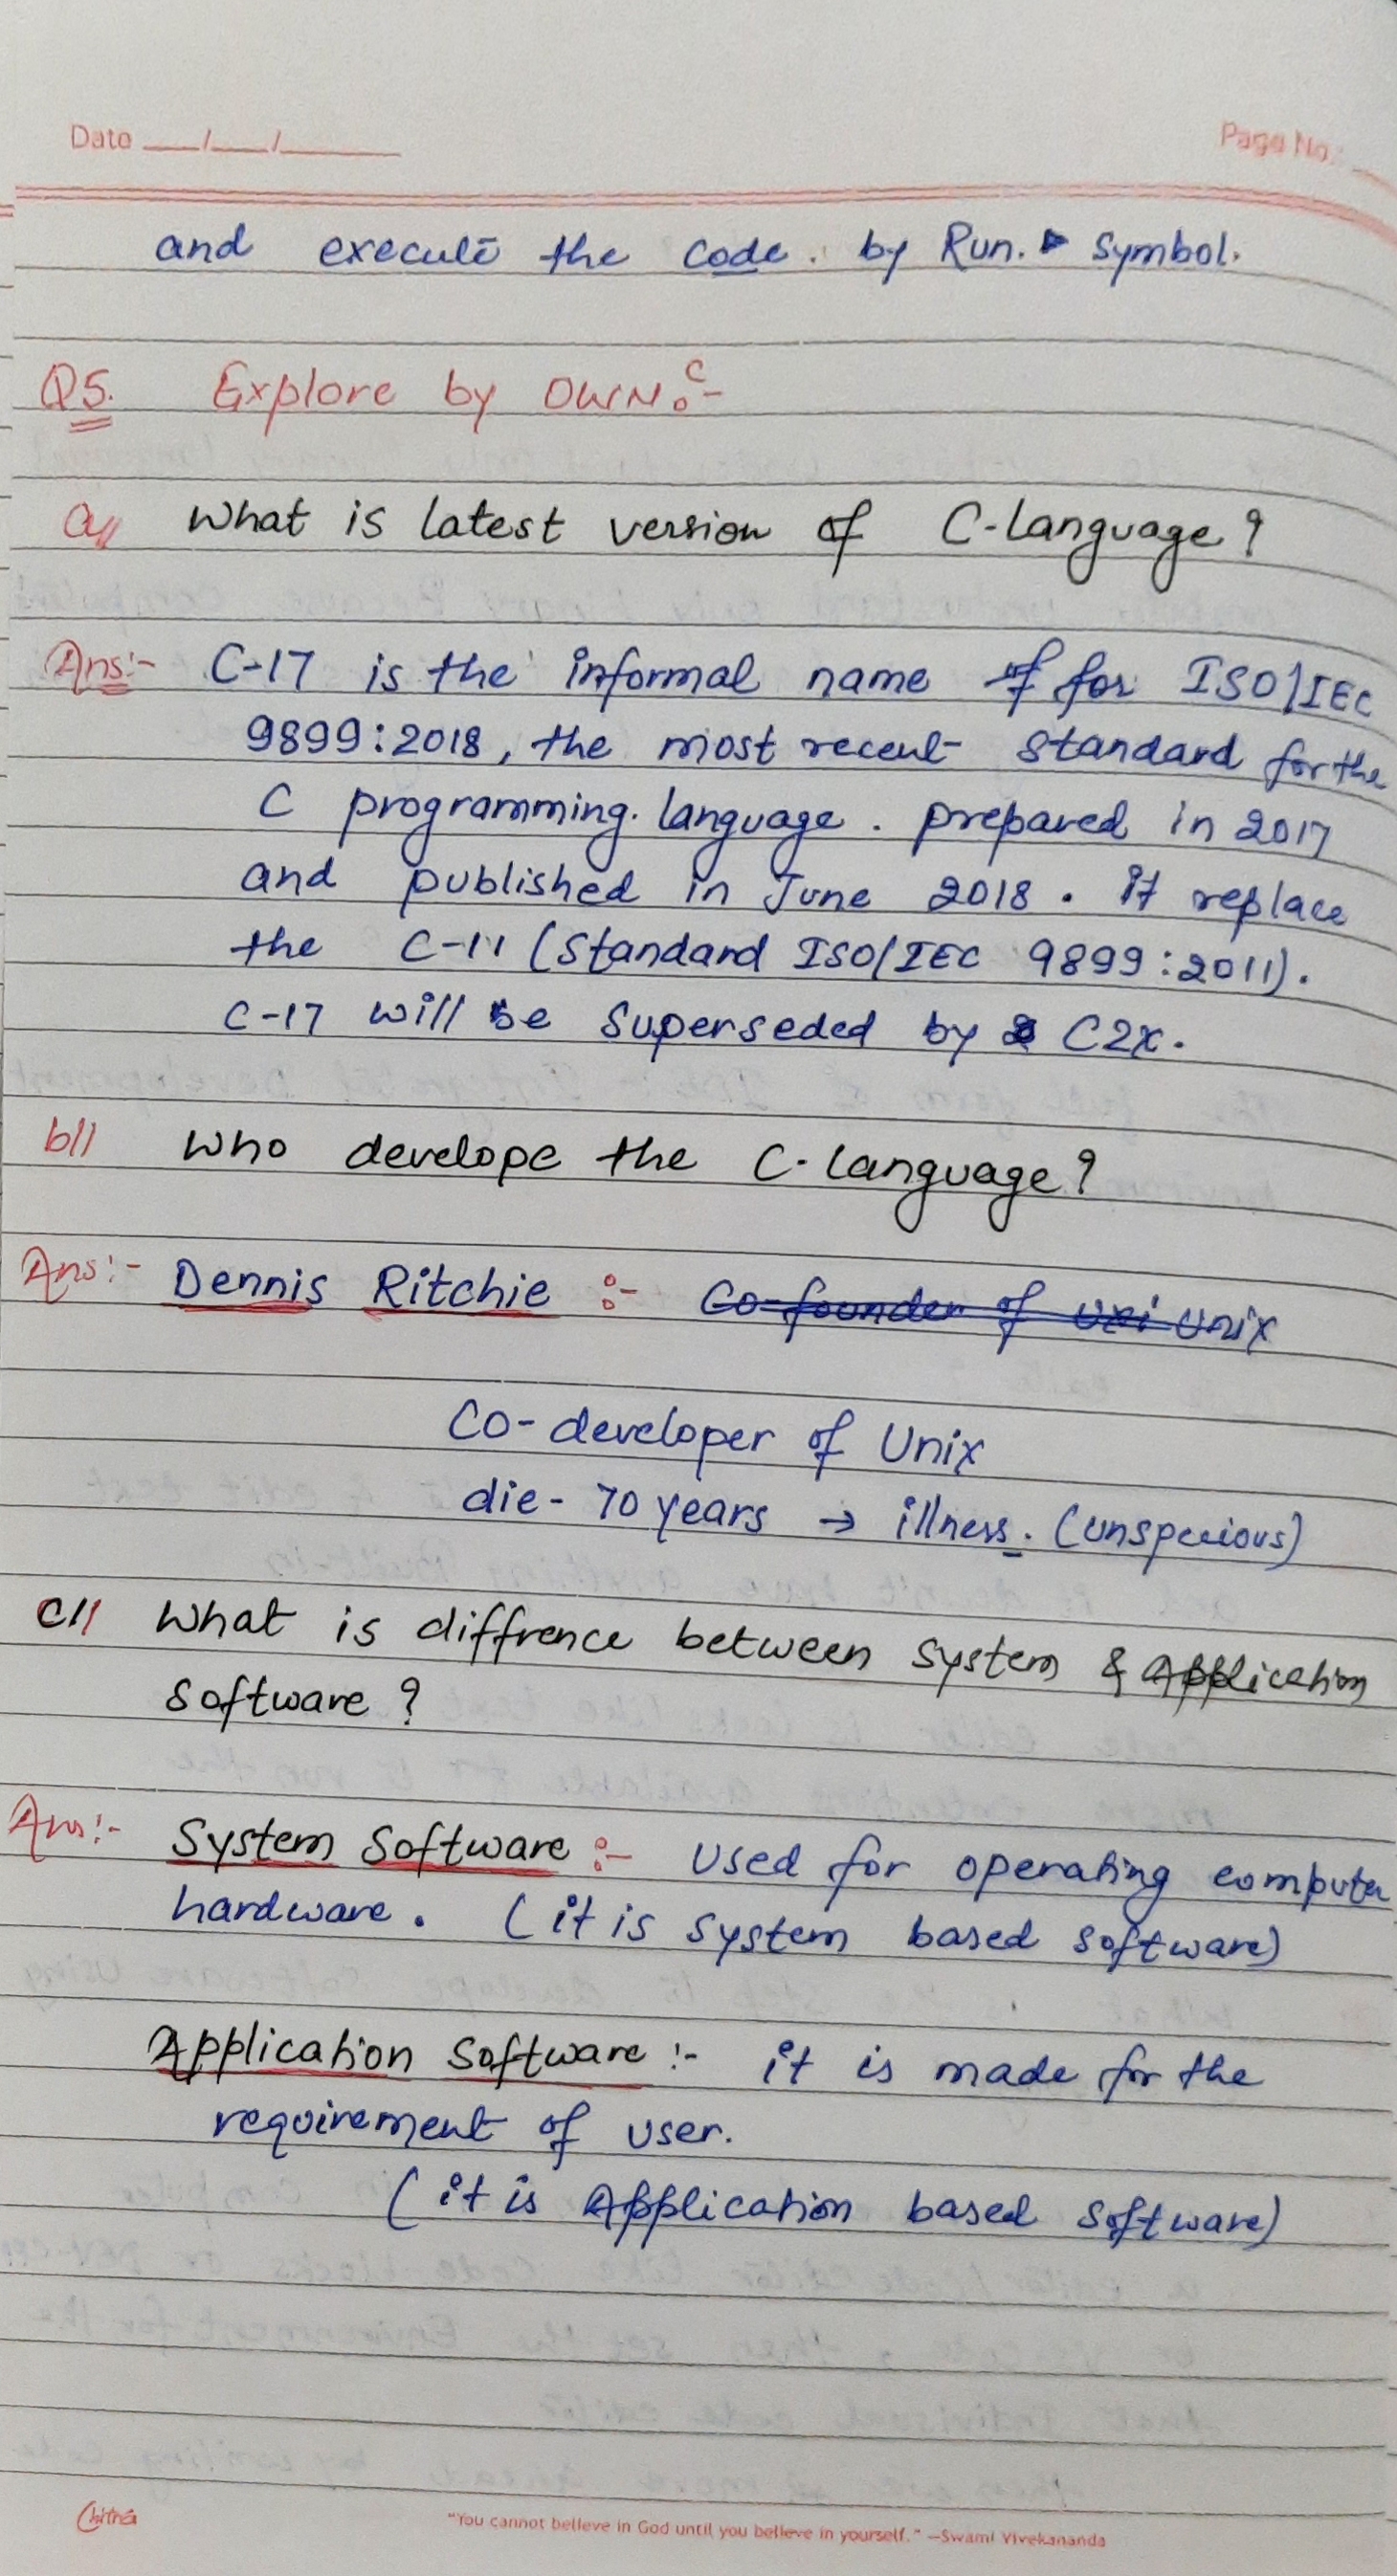 Date ___/___/______
Page No.:
and execute the code. by Run. ▶ Symbol.
Q5. Explore by OWN :-
a// What is latest version of C-language ?
Ans:- C-17 is the informal name of for ISO/IEC
9899:2018, the most recent standard for the
C programming. language. prepared in 2017
and published in June 2018. it replace
the C-11 (Standard ISO/IEC 9899:2011).
C-17 will be Superseded by C2x.
b// Who develope the C-language ?
Ans:- Dennis Ritchie :- Co-founder of uxi unix
Co-developer of Unix
die - 70 years → illness. (unspecious)
c// What is diffrence between system & Application
software ?
Ans:- System Software :- Used for operating computer
hardware. (it is system based software)
Application Software :- it is made for the
requirement of user.
(it is Application based software)
Chitra
"You cannot believe in God until you believe in yourself." —Swami Vivekananda